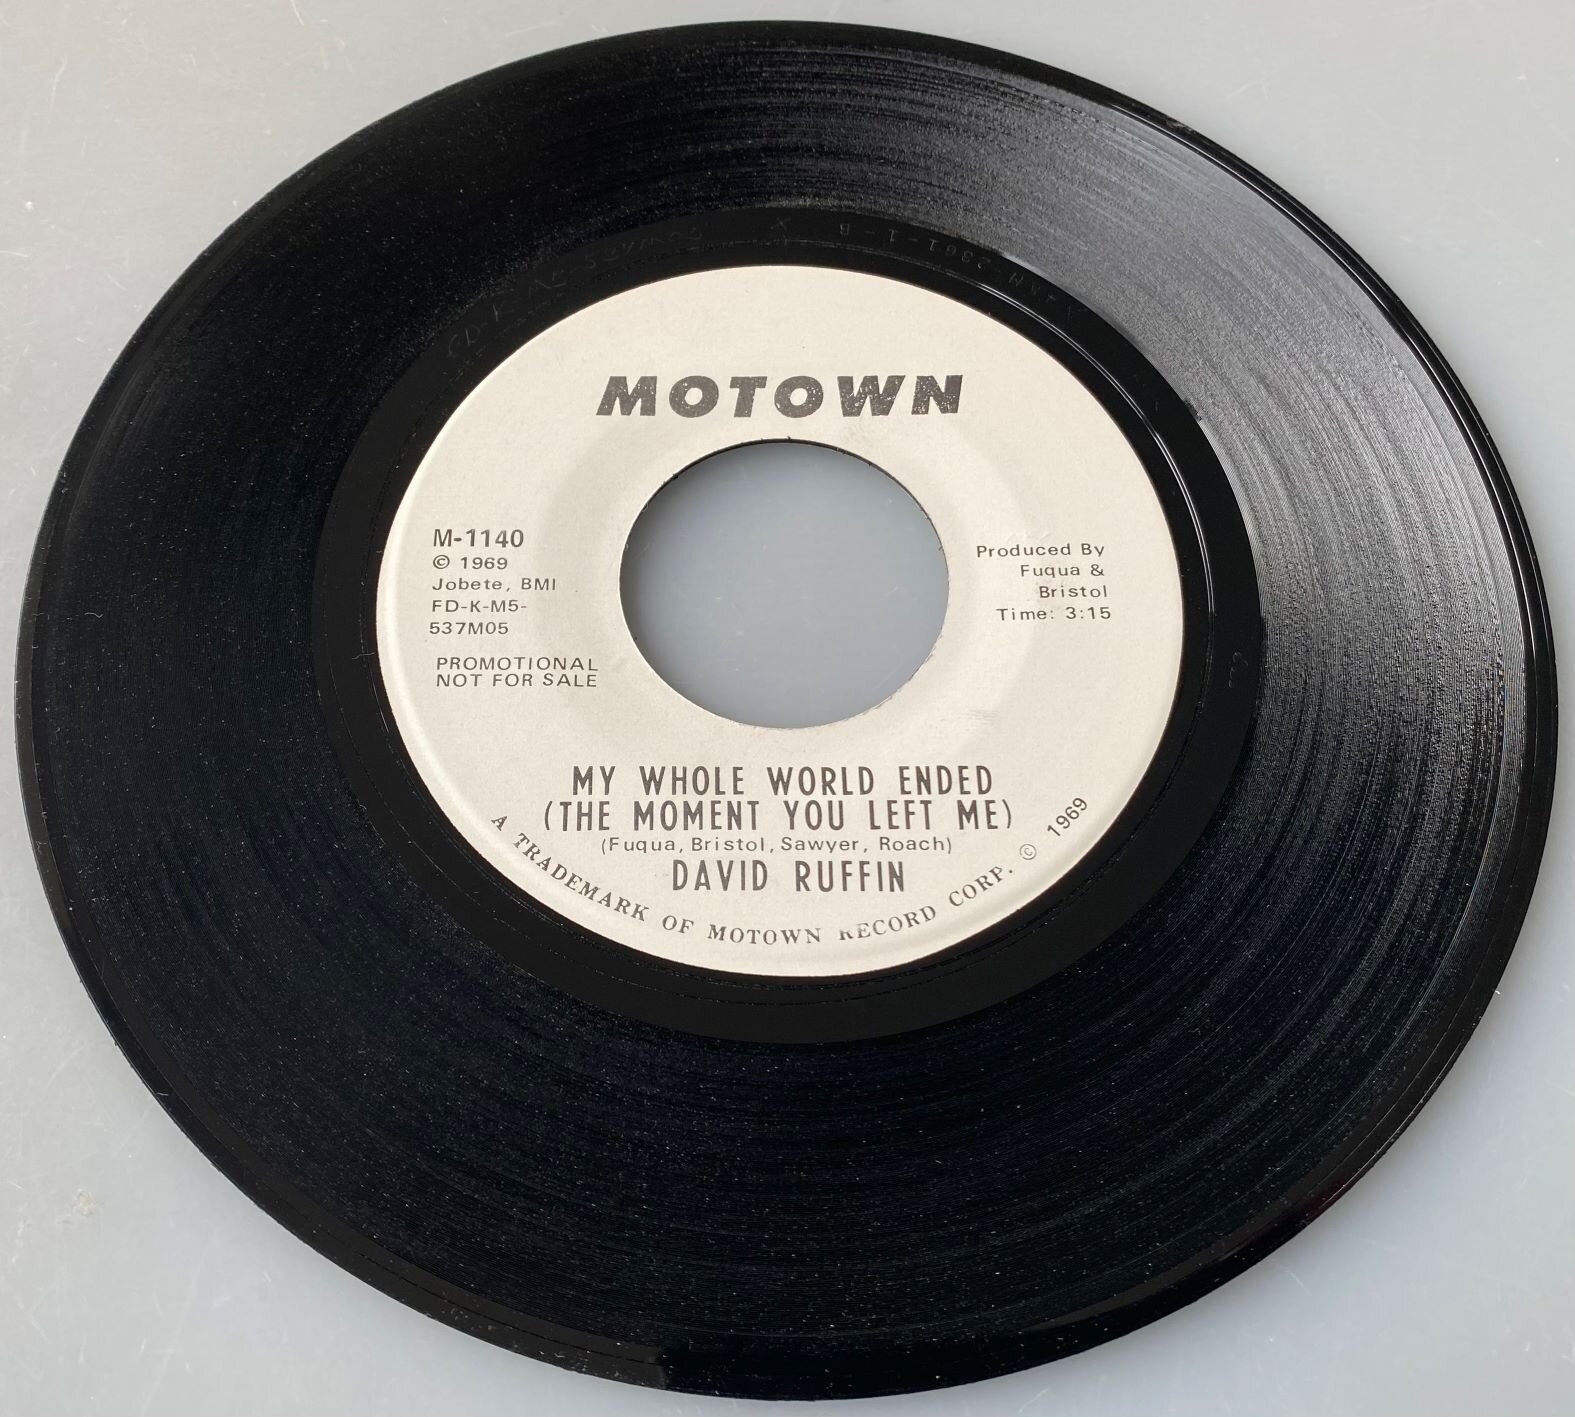 MOTOWN
M-1140
© 1969
Jobete, BMI
FD-K-M5-
537M05
PROMOTIONAL
NOT FOR SALE
Produced By
Fuqua &
Bristol
Time: 3:15
MY WHOLE WORLD ENDED
(THE MOMENT YOU LEFT ME)
(Fuqua, Bristol, Sawyer, Roach)
DAVID RUFFIN
A TRADEMARK OF MOTOWN RECORD CORP. © 1969